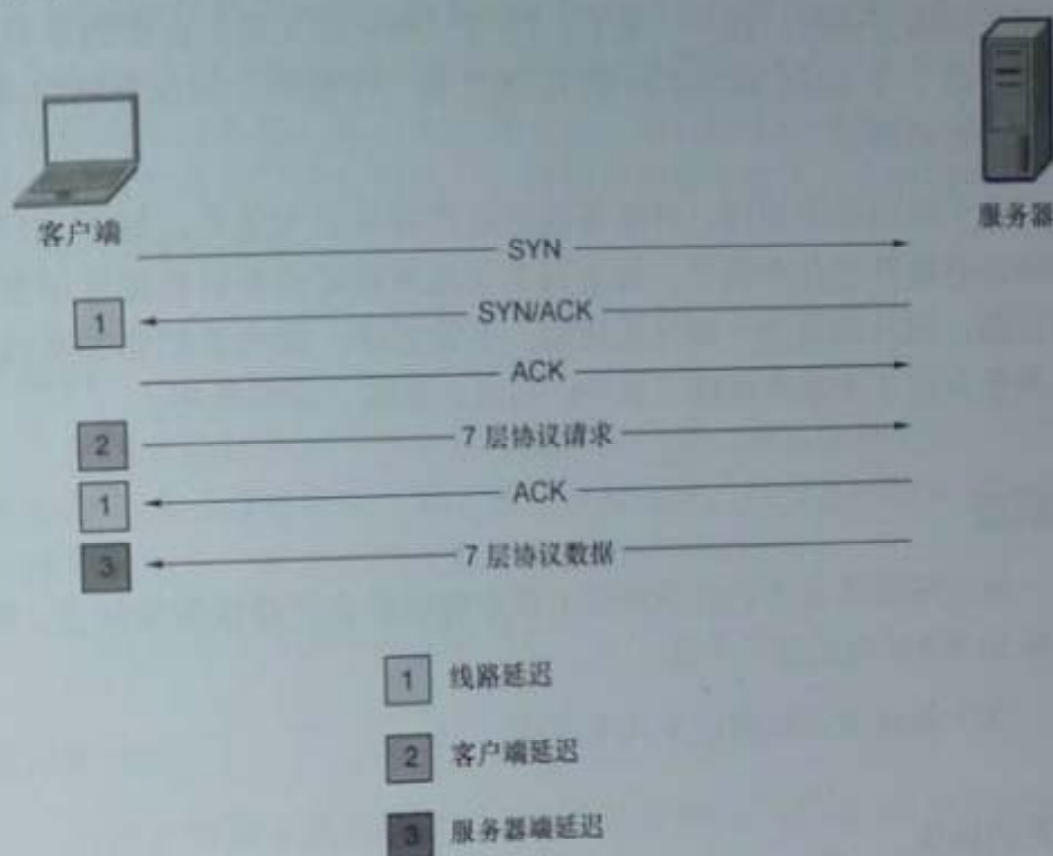 客户端
服务器
SYN
1
SYN/ACK
ACK
2
7 层协议请求
1
ACK
3
7 层协议数据
1 线路延迟
2 客户端延迟
3 服务器端延迟